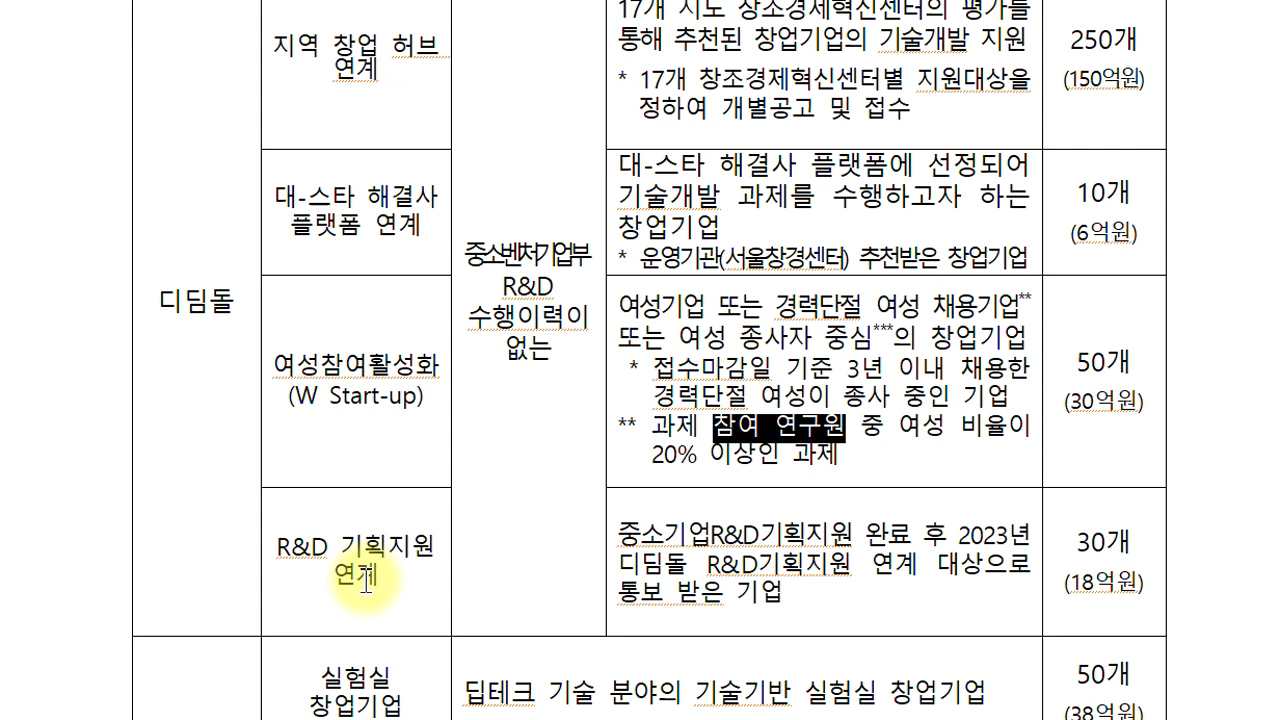 17개 시도 창조경제혁신센터의 평가를
통해 추천된 창업기업의 기술개발 지원
* 17개 창조경제혁신센터별 지원대상을
정하여 개별공고 및 접수
지역 창업 허브
연계
250개
(150억원)
대-스타 해결사
플랫폼 연계
대-스타 해결사 플랫폼에 선정되어
기술개발 과제를 수행하고자 하는
창업기업
* 운영기관(서울창경센터) 추천받은 창업기업
10개
(6억원)
디딤돌
중소벤처기업부
R&D
수행이력이
없는
여성참여활성화
(W Start-up)
여성기업 또는 경력단절 여성 채용기업**
또는 여성 종사자 중심***의 창업기업
* 접수마감일 기준 3년 이내 채용한
경력단절 여성이 종사 중인 기업
** 과제 참여 연구원 중 여성 비율이
20% 이상인 과제
50개
(30억원)
R&D 기획지원
연계
중소기업R&D기획지원 완료 후 2023년
디딤돌 R&D기획지원 연계 대상으로
통보 받은 기업
30개
(18억원)
실험실
창업기업
딥테크 기술 분야의 기술기반 실험실 창업기업
50개
(38억원)